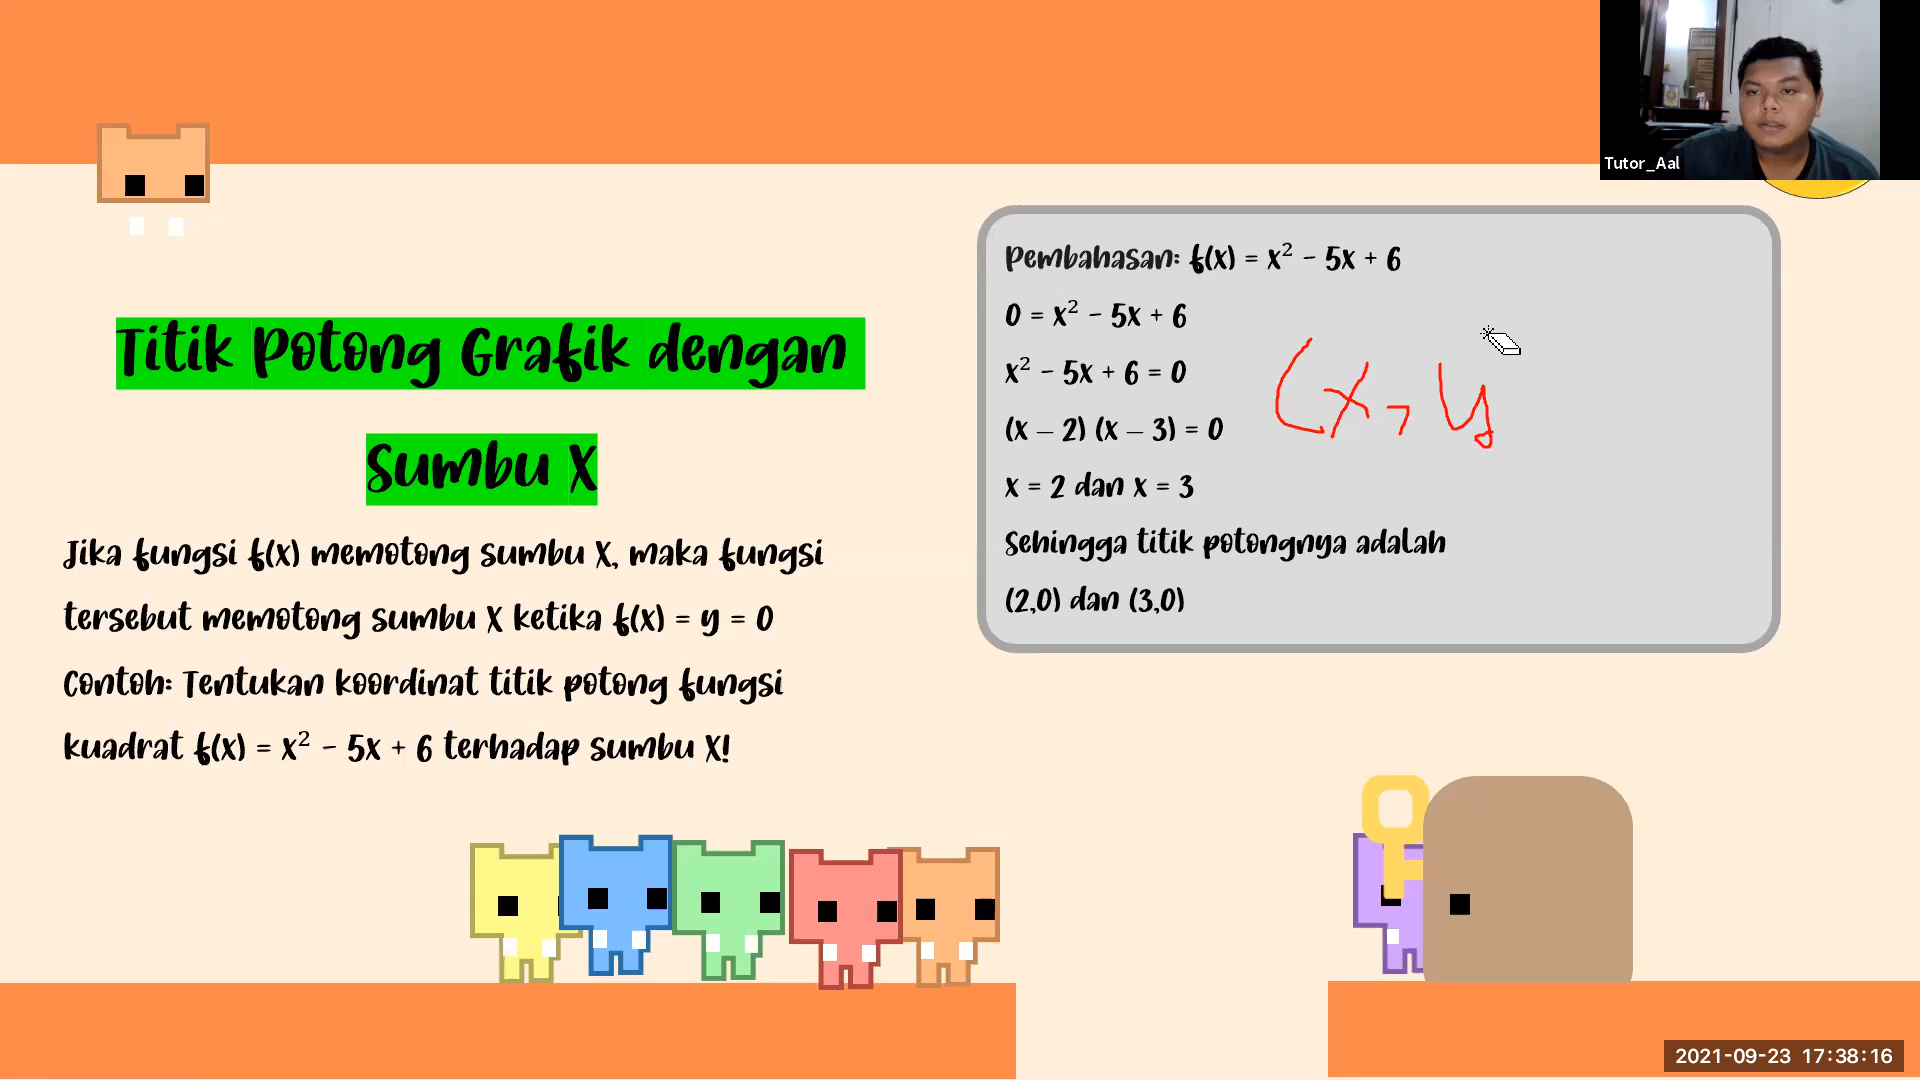 Tutor_Aal
Titik Potong Grafik dengan
Sumbu X
Jika fungsi f(x) memotong sumbu X, maka fungsi
tersebut memotong sumbu X ketika f(x) = y = 0
Contoh: Tentukan koordinat titik potong fungsi
kuadrat f(x) = x² - 5x + 6 terhadap sumbu X!
Pembahasan: f(x) = x² - 5x + 6
0 = x² - 5x + 6
x² - 5x + 6 = 0
(x – 2) (x – 3) = 0
x = 2 dan x = 3
Sehingga titik potongnya adalah
(2,0) dan (3,0)
(x, y
2021-09-23 17:38:16